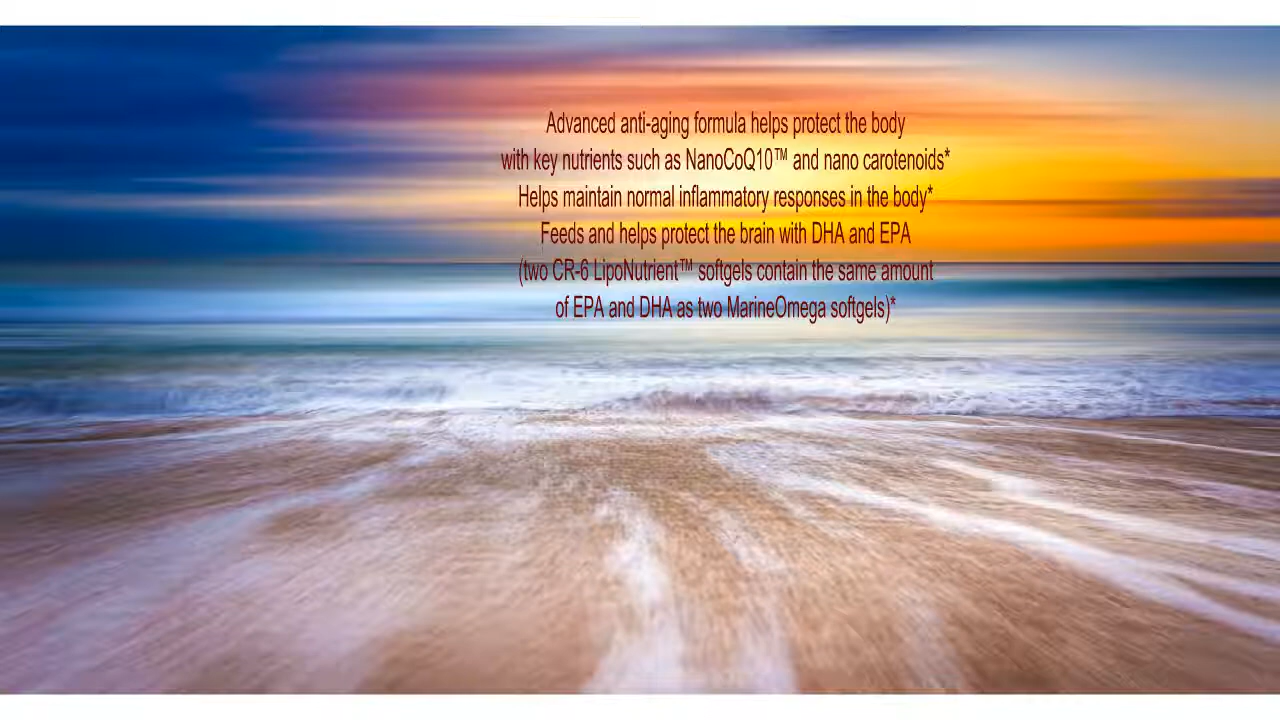 Advanced anti-aging formula helps protect the body
with key nutrients such as NanoCoQ10™ and nano carotenoids*
Helps maintain normal inflammatory responses in the body*
Feeds and helps protect the brain with DHA and EPA
(two CR-6 LipoNutrient™ softgels contain the same amount
of EPA and DHA as two MarineOmega softgels)*